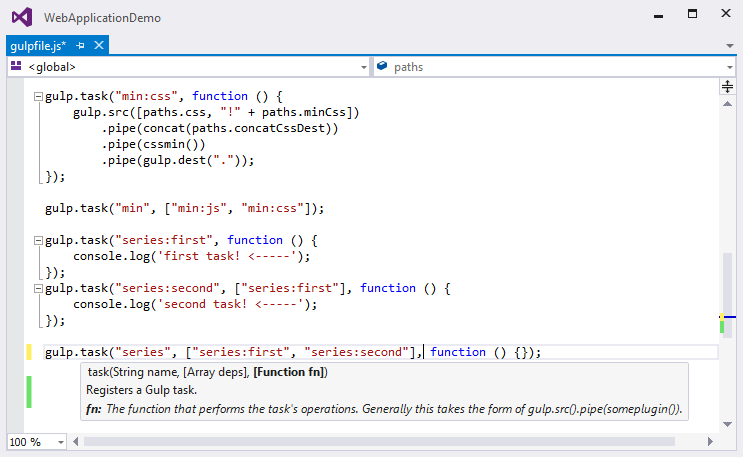 WebApplicationDemo
gulpfile.js*
<global>
paths
gulp.task("min:css", function () {
    gulp.src([paths.css, "!" + paths.minCss])
        .pipe(concat(paths.concatCssDest))
        .pipe(cssmin())
        .pipe(gulp.dest("."));
});
gulp.task("min", ["min:js", "min:css"]);
gulp.task("series:first", function () {
    console.log('first task! <-----');
});
gulp.task("series:second", ["series:first"], function () {
    console.log('second task! <-----');
});
gulp.task("series", ["series:first", "series:second"], function () {});
task(String name, [Array deps], [Function fn])
Registers a Gulp task.
fn: The function that performs the task's operations. Generally this takes the form of gulp.src().pipe(someplugin()).
100 %